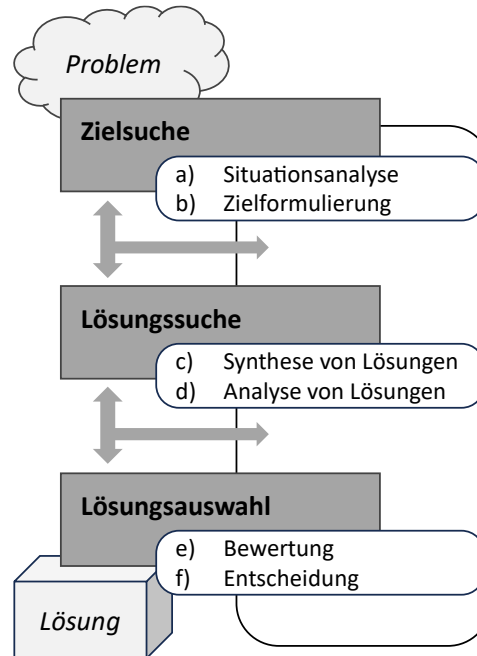 Problem
Zielsuche
a) Situationsanalyse
b) Zielformulierung
Lösungssuche
c) Synthese von Lösungen
d) Analyse von Lösungen
Lösungsauswahl
e) Bewertung
f) Entscheidung
Lösung